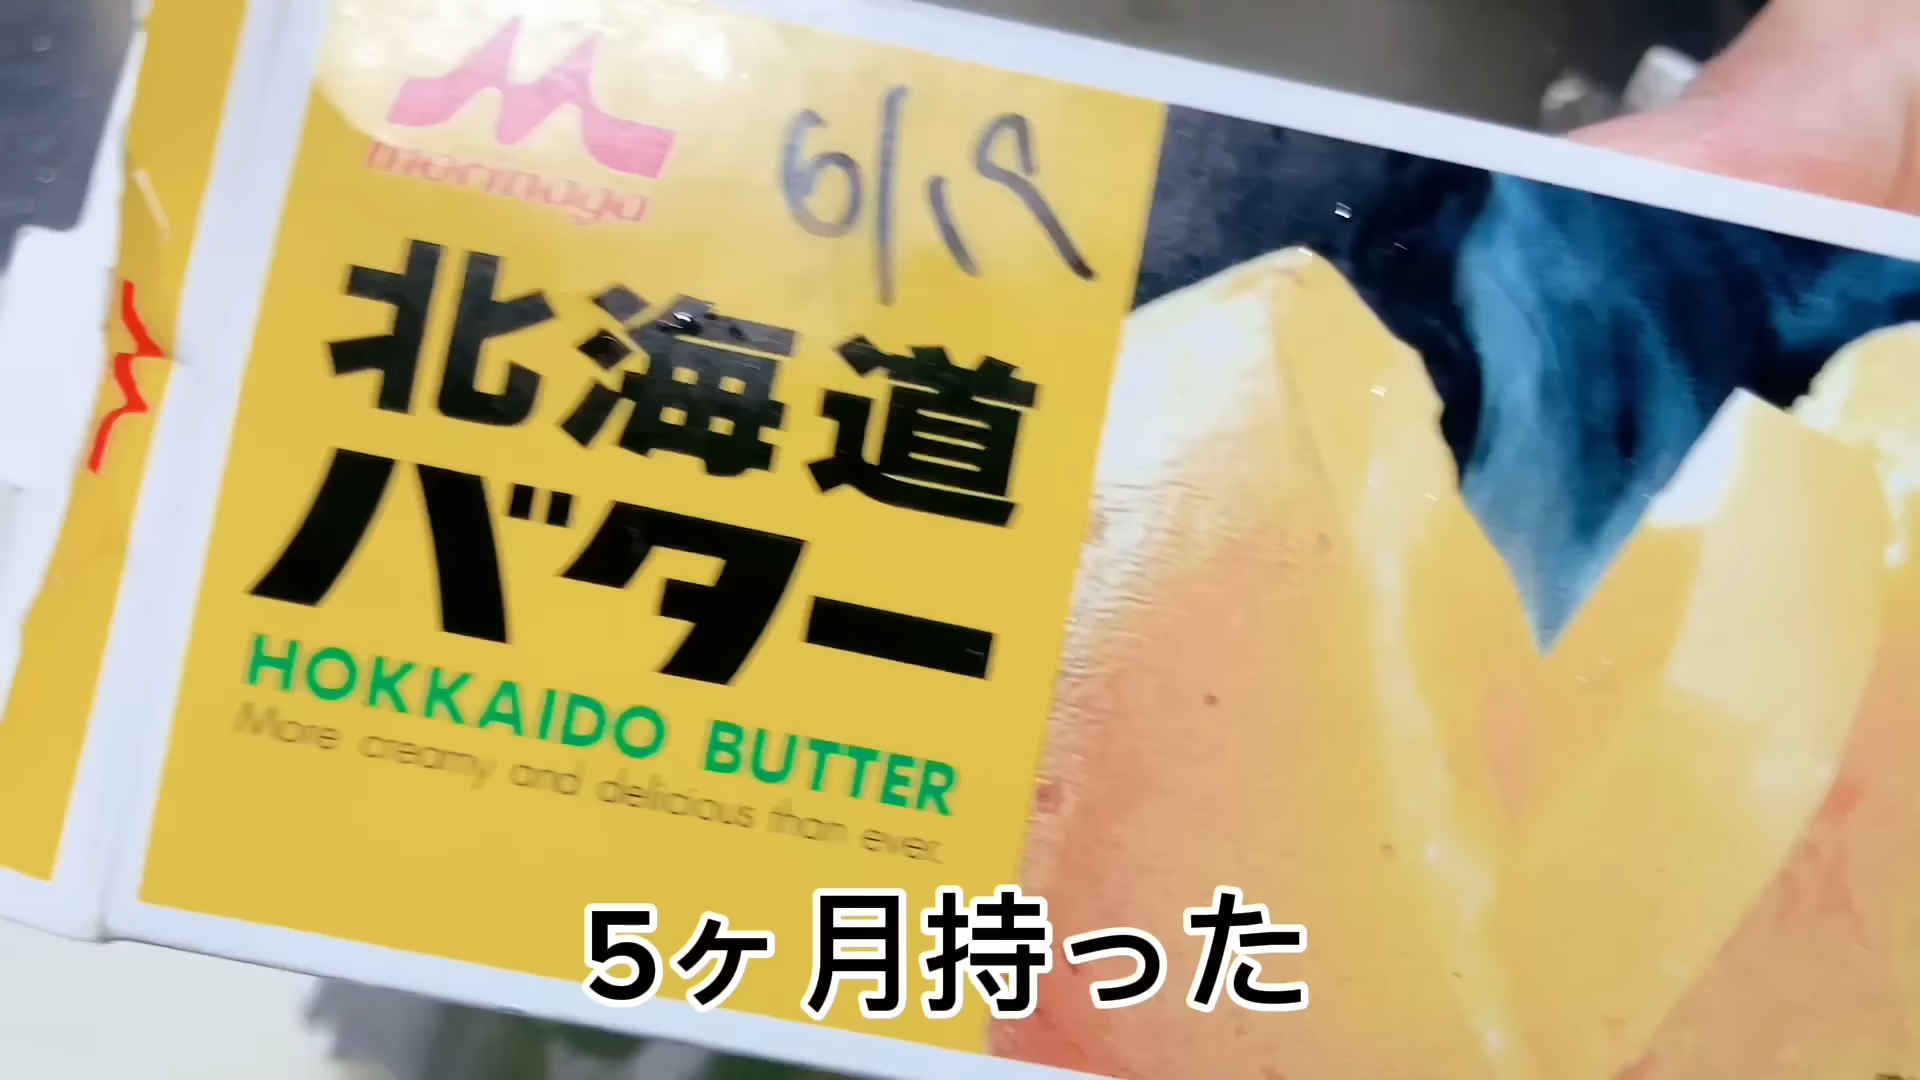 morinaga
6/19
北海道
バター
HOKKAIDO BUTTER
More creamy and delicious than ever.
5ヶ月持った